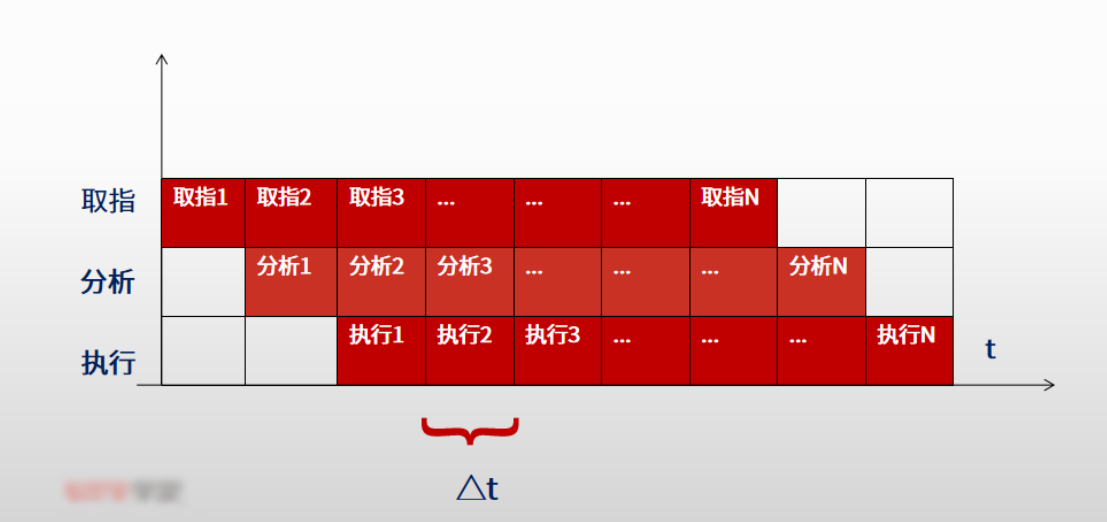 取指 取指1 取指2 取指3 ... ... ... 取指N
分析 分析1 分析2 分析3 ... ... ... 分析N
执行 执行1 执行2 执行3 ... ... ... 执行N
t
△t